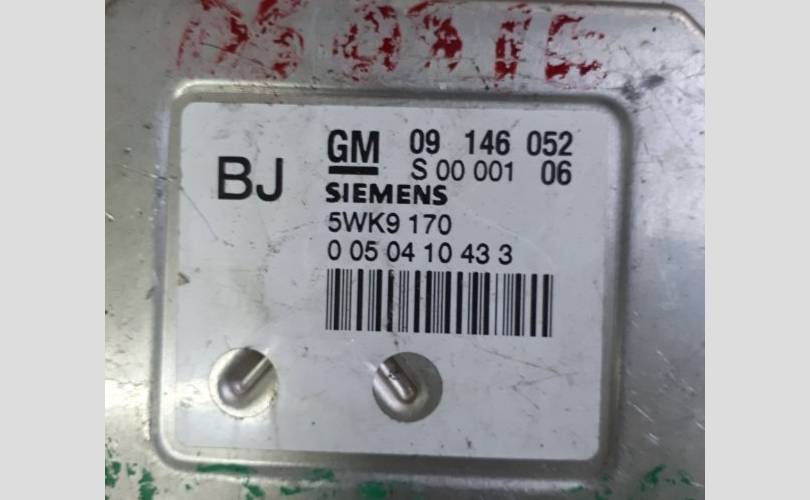 GM 09 146 052
BJ S 00 001 06
SIEMENS
5WK9 170
0 05 04 10 43 3